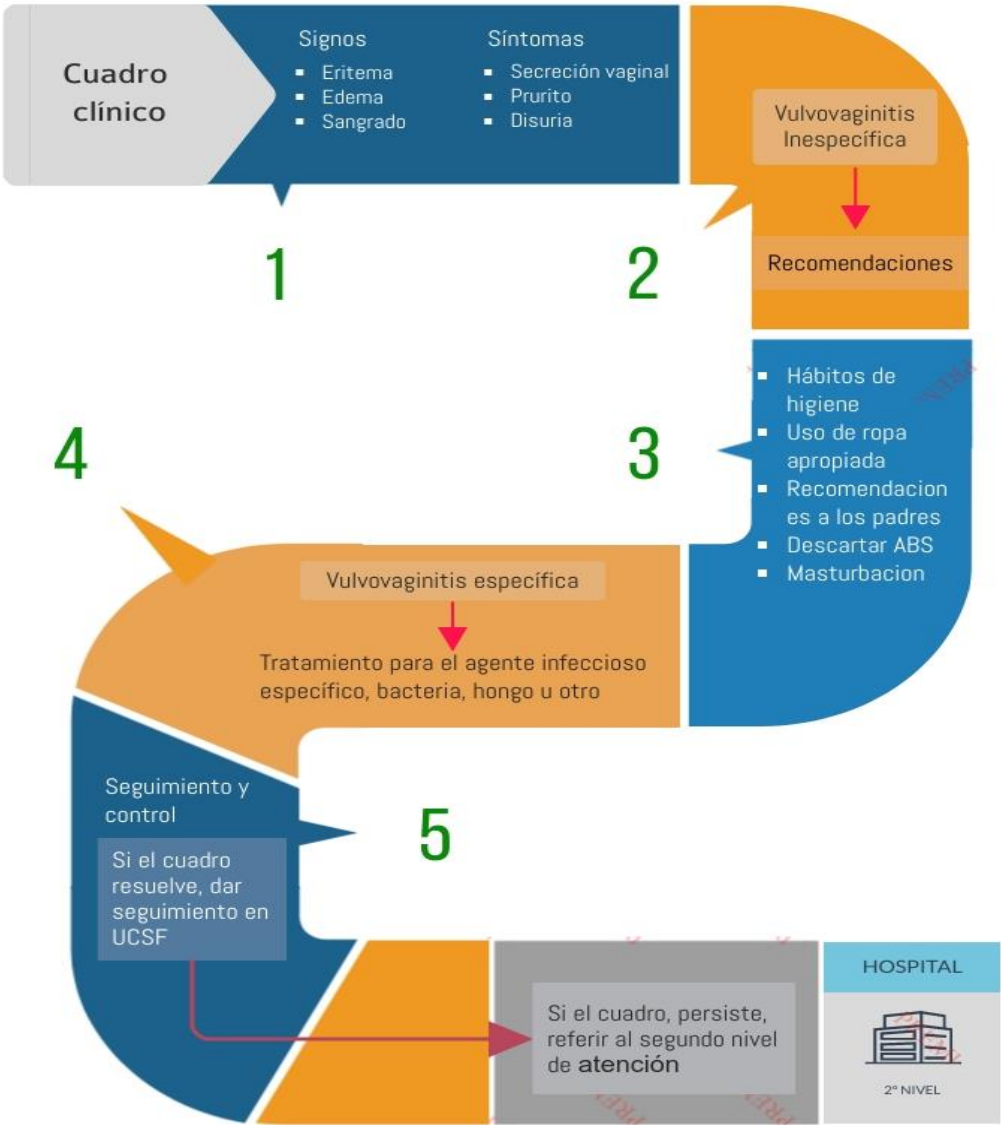 Cuadro
clínico
Signos
▪ Eritema
▪ Edema
▪ Sangrado
Síntomas
▪ Secreción vaginal
▪ Prurito
▪ Disuria
1
2
Vulvovaginitis
Inespecífica
Recomendaciones
3
▪ Hábitos de
higiene
▪ Uso de ropa
apropiada
▪ Recomendacion
es a los padres
▪ Descartar ABS
▪ Masturbacion
4
Vulvovaginitis específica
Tratamiento para el agente infeccioso
específico, bacteria, hongo u otro
5
Seguimiento y
control
Si el cuadro
resuelve, dar
seguimiento en
UCSF
Si el cuadro, persiste,
referir al segundo nivel
de atención
HOSPITAL
2º NIVEL